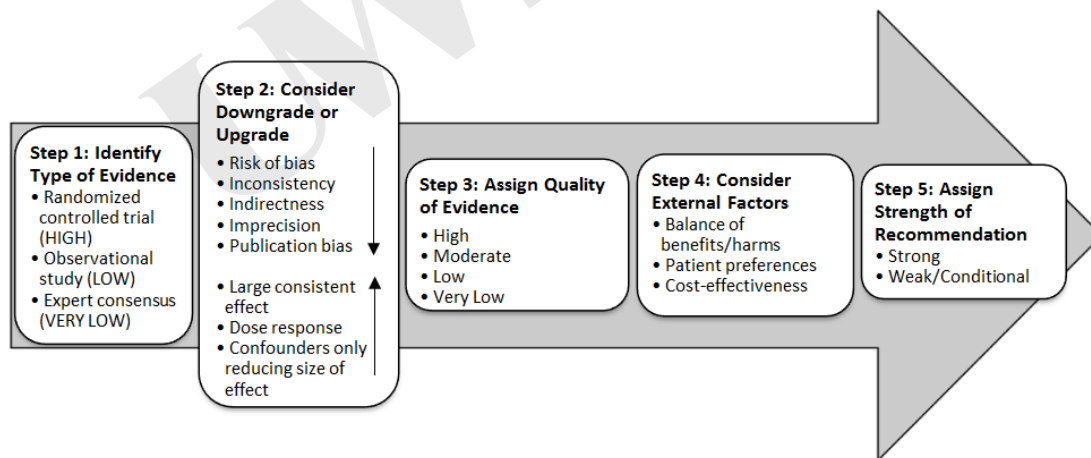 Step 1: Identify
Type of Evidence
• Randomized
controlled trial
(HIGH)
• Observational
study (LOW)
• Expert consensus
(VERY LOW)
Step 2: Consider
Downgrade or
Upgrade
• Risk of bias
• Inconsistency
• Indirectness
• Imprecision
• Publication bias
• Large consistent
effect
• Dose response
• Confounders only
reducing size of
effect
Step 3: Assign Quality
of Evidence
• High
• Moderate
• Low
• Very Low
Step 4: Consider
External Factors
• Balance of
benefits/harms
• Patient preferences
• Cost-effectiveness
Step 5: Assign
Strength of
Recommendation
• Strong
• Weak/Conditional